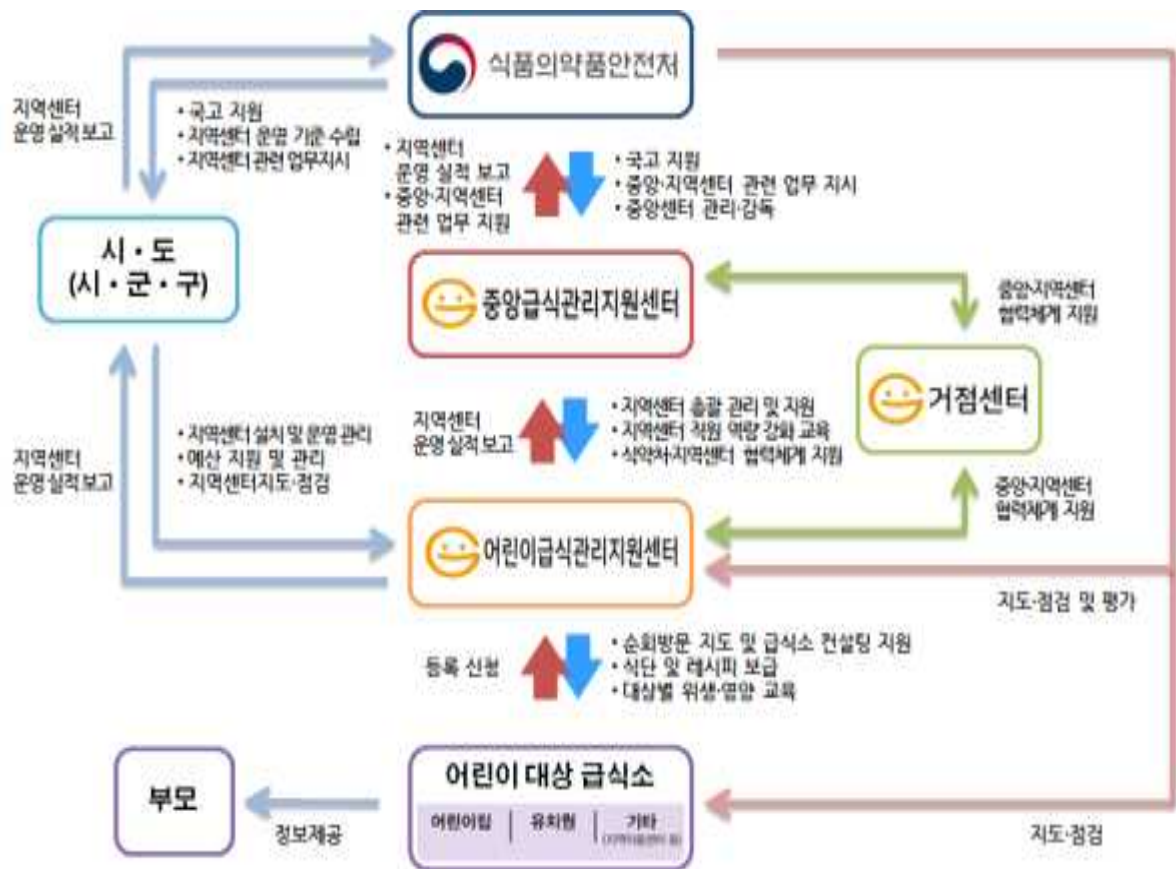 식품의약품안전처
지역센터
운영 실적 보고
• 국고 지원
• 지역센터 운영 기준 수립
• 지역센터 관련 업무지시
• 지역센터
운영 실적 보고
• 중앙·지역센터
관련 업무 지원
• 국고 지원
• 중앙·지역센터 관련 업무 지시
• 중앙센터 관리·감독
시·도
(시·군·구)
중앙급식관리지원센터
중앙·지역센터
협력체계 지원
거점센터
지역센터
운영 실적 보고
• 지역센터 설치 및 운영 관리
• 예산 지원 및 관리
• 지역센터지도·점검
지역센터
운영 실적 보고
• 지역센터 총괄 관리 및 지원
• 지역센터 직원 역량 강화 교육
• 식약처·지역센터 협력체계 지원
중앙·지역센터
협력체계 지원
어린이급식관리지원센터
지도·점검 및 평가
등록 신청
• 순회방문 지도 및 급식소 컨설팅 지원
• 식단 및 레시피 보급
• 대상별 위생·영양 교육
부모
정보제공
어린이 대상 급식소
어린이집 | 유치원 | 기타
(지역아동센터 등)
지도·점검